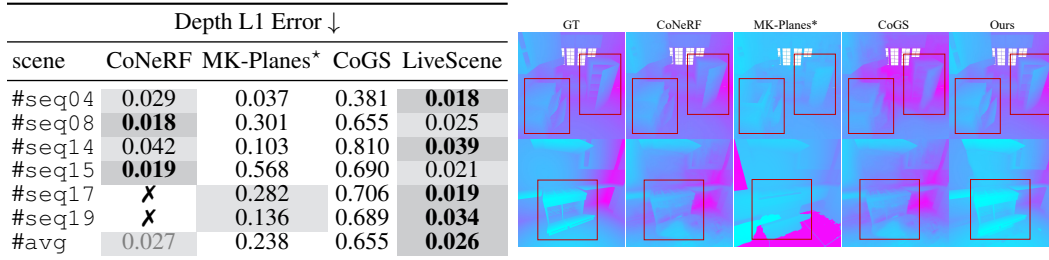 Depth L1 Error ↓
scene CoNeRF MK-Planes* CoGS LiveScene
#seq04 0.029 0.037 0.381 0.018
#seq08 0.018 0.301 0.655 0.025
#seq14 0.042 0.103 0.810 0.039
#seq15 0.019 0.568 0.690 0.021
#seq17 ✗ 0.282 0.706 0.019
#seq19 ✗ 0.136 0.689 0.034
#avg 0.027 0.238 0.655 0.026
GT CoNeRF MK-Planes* CoGS Ours